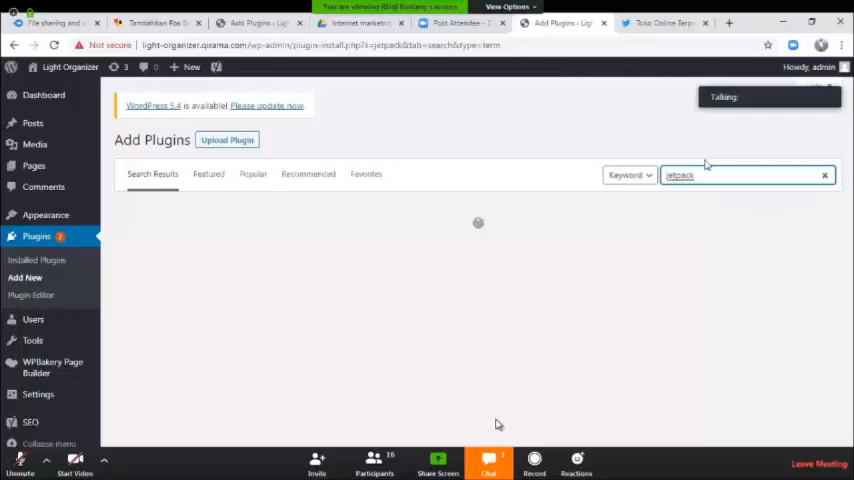 You are viewing Rizqi Bintang's screen
View Options
File sharing and s
Tambahkan Pos B
Add Plugins ‹ Light
Internet marketing
Post Attendee - D
Add Plugins ‹ Ligh
Toko Online Terpe
Not secure
light-organizer.qirama.com/wp-admin/plugin-install.php?s=jetpack&tab=search&type=term
Light Organizer
3
0
New
Howdy, admin
Dashboard
Posts
Media
Pages
Comments
Appearance
Plugins 2
Installed Plugins
Add New
Plugin Editor
Users
Tools
WPBakery Page
Builder
Settings
SEO
Collapse menu
WordPress 5.4 is available! Please update now.
Talking:
Add Plugins
Upload Plugin
Search Results
Featured
Popular
Recommended
Favorites
Keyword
jetpack
Unmute
Start Video
Invite
16
Participants
Share Screen
1
Chat
Record
Reactions
Leave Meeting